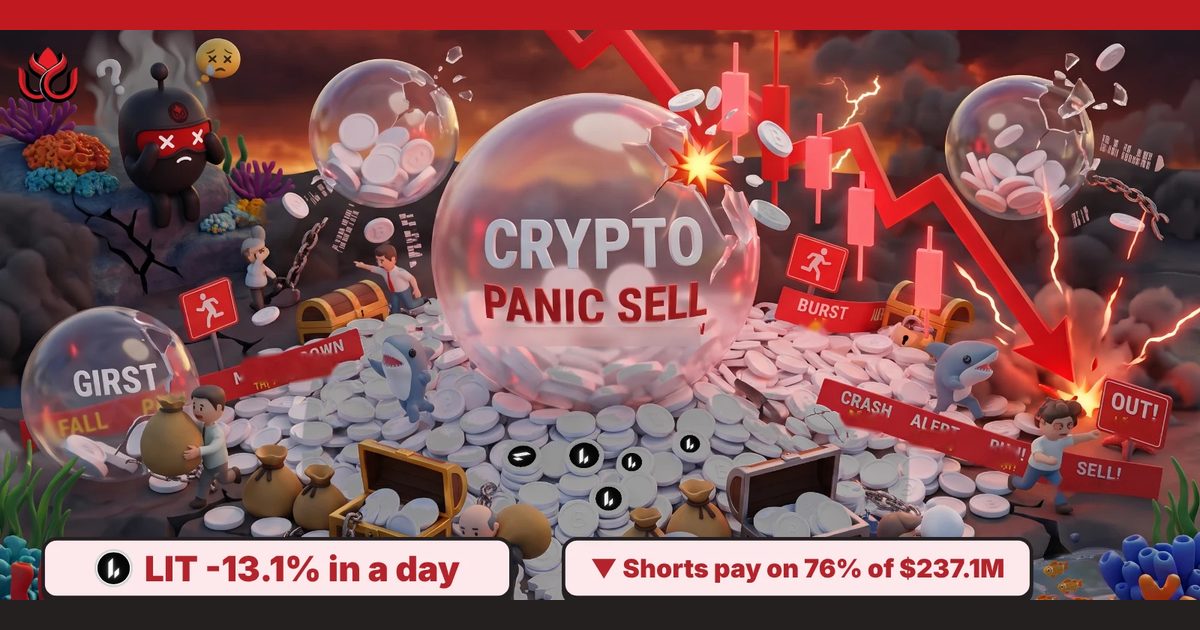 ?
CRYPTO
PANIC SELL
BURST
GIRST
FALL
CRASH ALERT
OUT!
SELL!
LIT -13.1% in a day
▼ Shorts pay on 76% of $237.1M